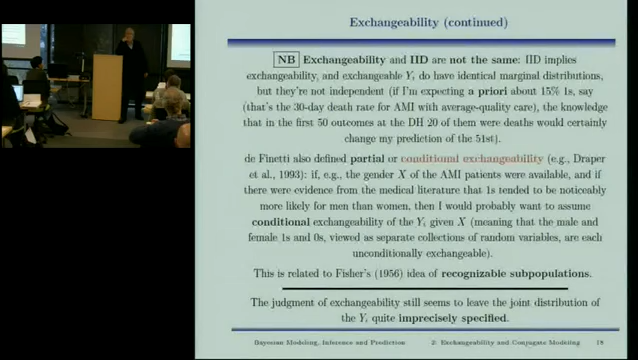 Exchangeability (continued)
NB Exchangeability and IID are not the same: IID implies
exchangeability, and exchangeable Yi do have identical marginal distributions,
but they're not independent (if I'm expecting a priori about 15% 1s, say
(that's the 30-day death rate for AMI with average-quality care), the knowledge
that in the first 50 outcomes at the DH 20 of them were deaths would certainly
change my prediction of the 51st).
de Finetti also defined partial or conditional exchangeability (e.g., Draper
et al., 1993): if, e.g., the gender X of the AMI patients were available, and if
there were evidence from the medical literature that 1s tended to be noticeably
more likely for men than women, then I would probably want to assume
conditional exchangeability of the Yi given X (meaning that the male and
female 1s and 0s, viewed as separate collections of random variables, are each
unconditionally exchangeable).
This is related to Fisher's (1956) idea of recognizable subpopulations.
The judgment of exchangeability still seems to leave the joint distribution of
the Yi quite imprecisely specified.
Bayesian Modeling, Inference and Prediction 2: Exchangeability and Conjugate Modeling 18